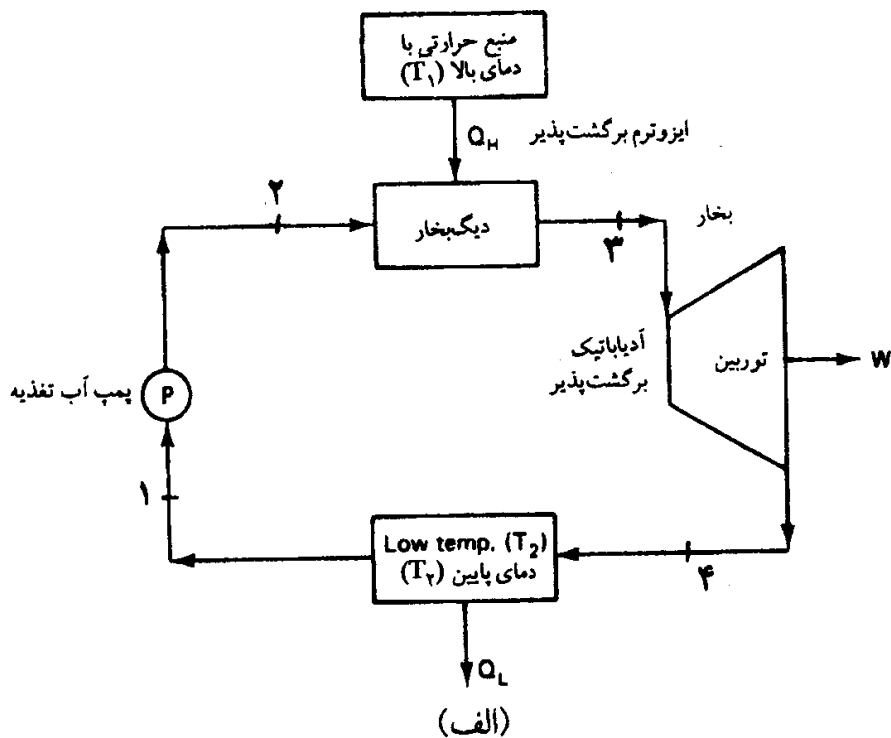 منبع حرارتی با
دمای بالا (T₁)
Q_H ایزوترم برگشت‌پذیر
۲
دیگ‌بخار
۳
بخار
آدیاباتیک
برگشت‌پذیر
توربین
W
پمپ آب تغذیه
P
۱
Low temp. (T₂)
دمای پایین (T₂)
۴
Q_L
(الف)